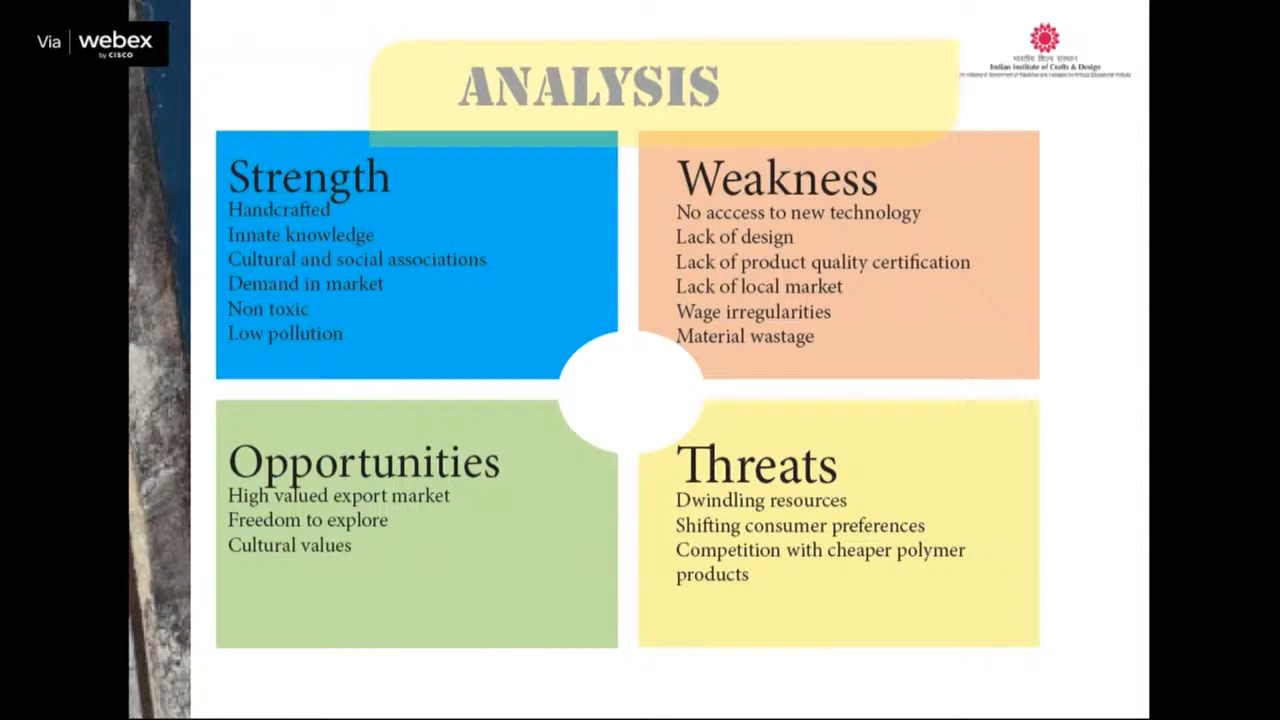 Via webex
by CISCO
भारतीय शिल्प संस्थान
Indian Institute of Crafts & Design
ANALYSIS
Strength
Handcrafted
Innate knowledge
Cultural and social associations
Demand in market
Non toxic
Low pollution
Weakness
No acccess to new technology
Lack of design
Lack of product quality certification
Lack of local market
Wage irregularities
Material wastage
Opportunities
High valued export market
Freedom to explore
Cultural values
Threats
Dwindling resources
Shifting consumer preferences
Competition with cheaper polymer
products